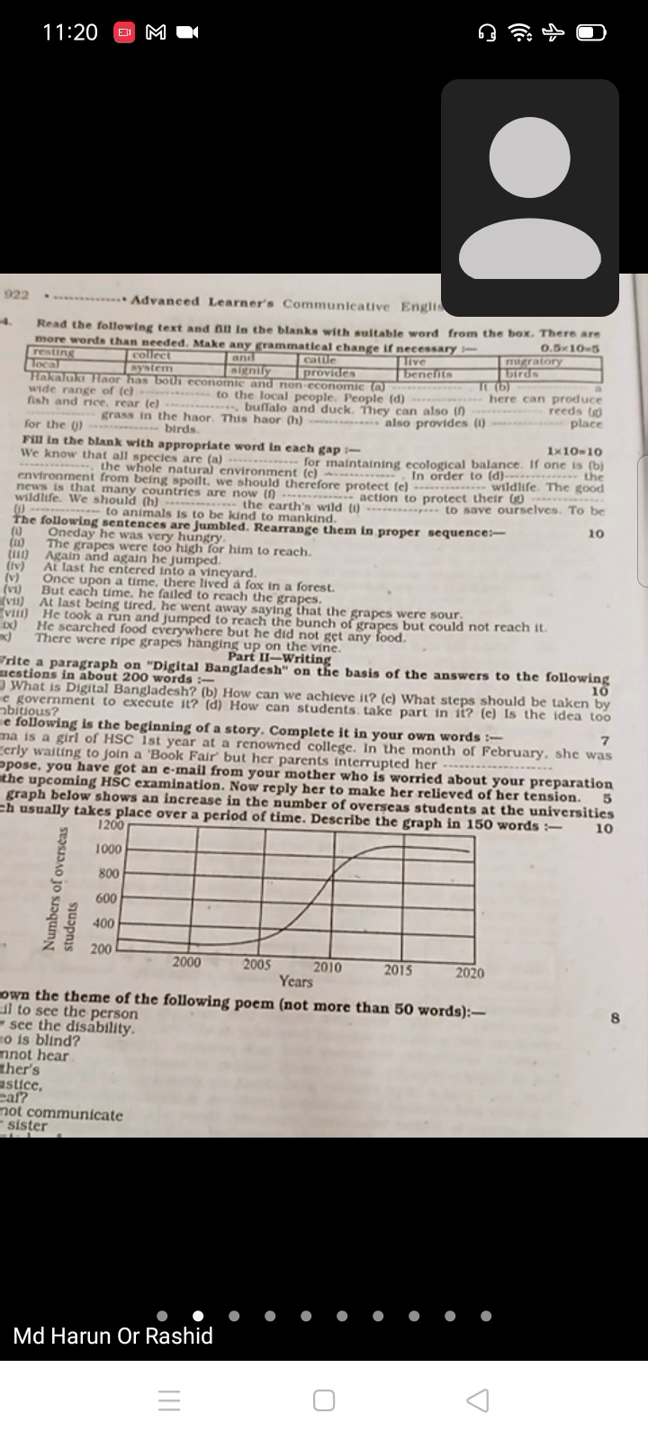 11:20
922 • ------------• Advanced Learner's Communicative Englis
4. Read the following text and fill in the blanks with suitable word from the box. There are
more words than needed. Make any grammatical change if necessary :— 0.5×10=5
resting collect and cattle live migratory
local system signify provides benefits birds
Hakaluki Haor has both economic and non-economic (a) ------------ It (b) ------------ a
wide range of (c) ------------ to the local people. People (d) ------------ here can produce
fish and rice, rear (e) ------------, buffalo and duck. They can also (f) ------------ reeds (g)
------------ grass in the haor. This haor (h) ------------ also provides (i) ------------ place
for the (j) ------------ birds.
Fill in the blank with appropriate word in each gap :— 1×10=10
We know that all species are (a) ------------ for maintaining ecological balance. If one is (b)
------------, the whole natural environment (c) ------------. In order to (d)------------ the
environment from being spoilt, we should therefore protect (e) ------------ wildlife. The good
news is that many countries are now (f) ------------ action to protect their (g) ------------
wildlife. We should (h) ------------ the earth's wild (i) ------------ to save ourselves. To be
(j) ------------ to animals is to be kind to mankind.
The following sentences are jumbled. Rearrange them in proper sequence:— 10
(i) Oneday he was very hungry.
(ii) The grapes were too high for him to reach.
(iii) Again and again he jumped.
(iv) At last he entered into a vineyard.
(v) Once upon a time, there lived a fox in a forest.
(vi) But each time, he failed to reach the grapes.
(vii) At last being tired, he went away saying that the grapes were sour.
(viii) He took a run and jumped to reach the bunch of grapes but could not reach it.
ix) He searched food everywhere but he did not get any food.
x) There were ripe grapes hanging up on the vine.
Part II—Writing
rite a paragraph on "Digital Bangladesh" on the basis of the answers to the following
uestions in about 200 words :— 10
) What is Digital Bangladesh? (b) How can we achieve it? (c) What steps should be taken by
e government to execute it? (d) How can students take part in it? (e) Is the idea too
mbitious?
e following is the beginning of a story. Complete it in your own words :— 7
ma is a girl of HSC 1st year at a renowned college. In the month of February, she was
gerly waiting to join a 'Book Fair' but her parents interrupted her ------------
ppose, you have got an e-mail from your mother who is worried about your preparation
the upcoming HSC examination. Now reply her to make her relieved of her tension. 5
graph below shows an increase in the number of overseas students at the universities
ch usually takes place over a period of time. Describe the graph in 150 words :— 10
Numbers of overseas
students
1200
1000
800
600
400
200
2000 2005 2010 2015 2020
Years
own the theme of the following poem (not more than 50 words):— 8
il to see the person
see the disability.
o is blind?
nnot hear
ther's
astice,
eaf?
not communicate
sister
Md Harun Or Rashid